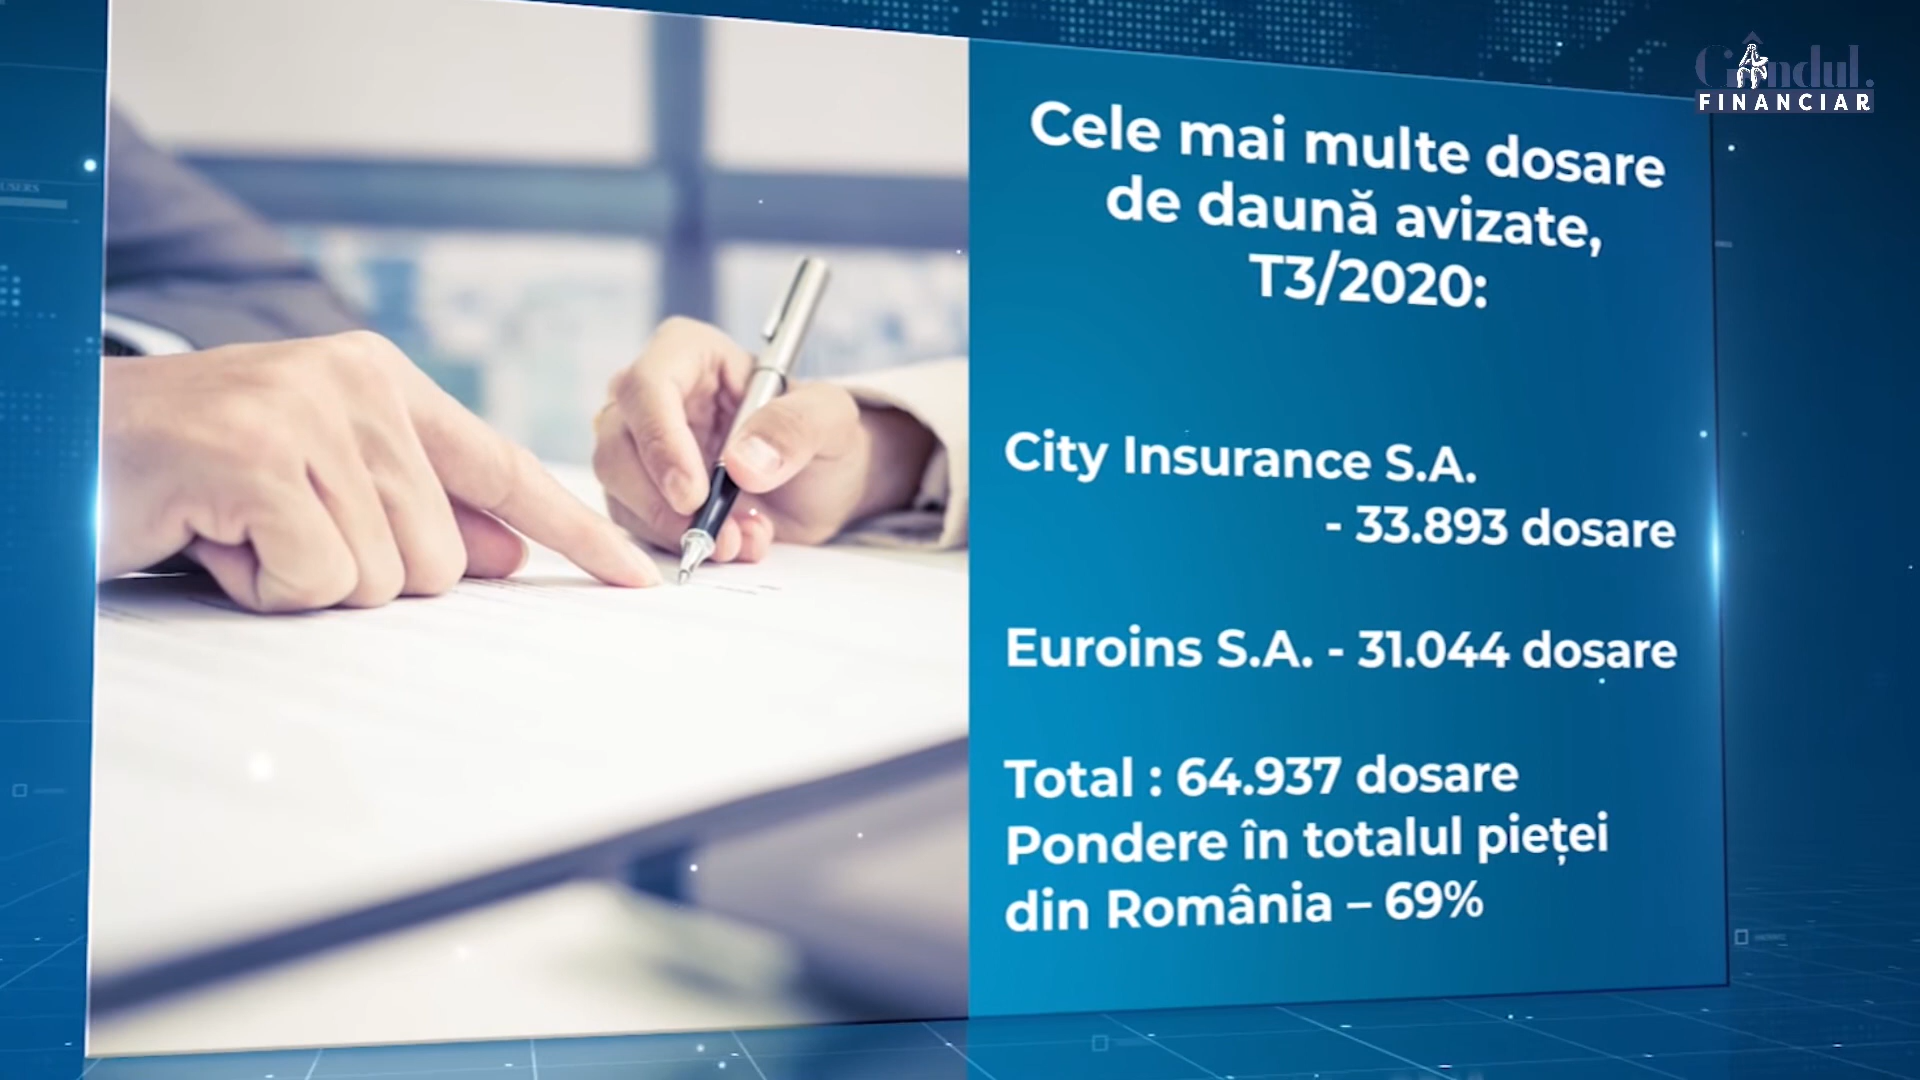 Gândul.
FINANCIAR
USERS
Cele mai multe dosare
de daună avizate,
T3/2020:
City Insurance S.A.
- 33.893 dosare
Euroins S.A. - 31.044 dosare
Total : 64.937 dosare
Pondere în totalul pieței
din România – 69%